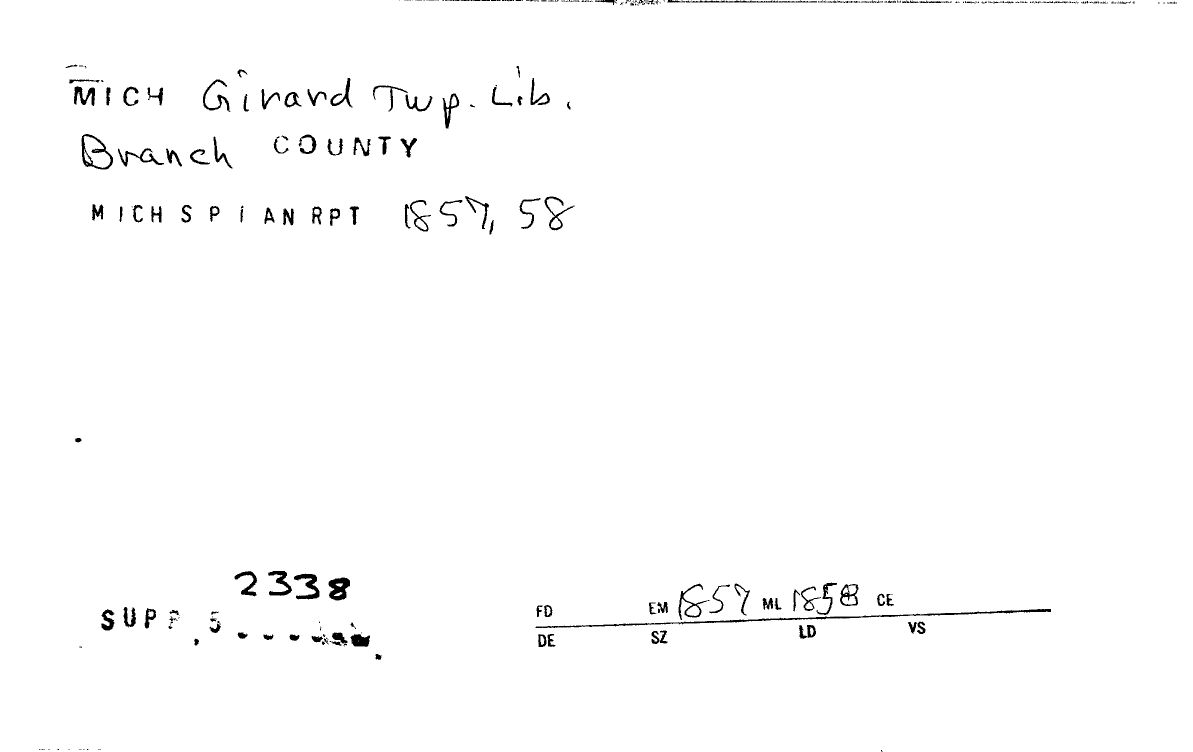 MICH Girard Twp. Lib.
Branch COUNTY
MICH S P I AN RPT 1857, 58
2338
SUPP. 5
FD EM 1857 ML 1858 CE
DE SZ LD VS